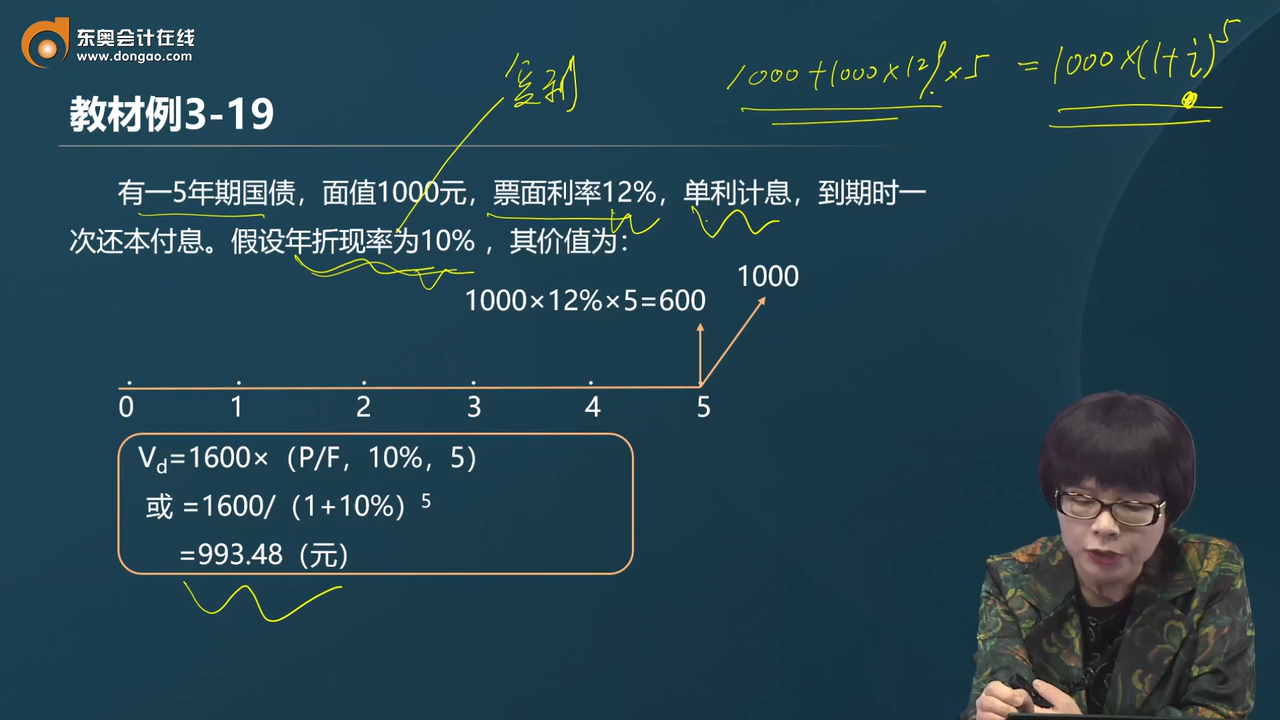 东奥会计在线
www.dongao.com
复利
1000+1000×12%×5 =1000×(1+i)⁵
教材例3-19
有一5年期国债，面值1000元，票面利率12%，单利计息，到期时一
次还本付息。假设年折现率为10% ，其价值为：
1000
1000×12%×5=600
0 1 2 3 4 5
Vd=1600×（P/F，10%，5）
或 =1600/（1+10%）⁵
=993.48（元）